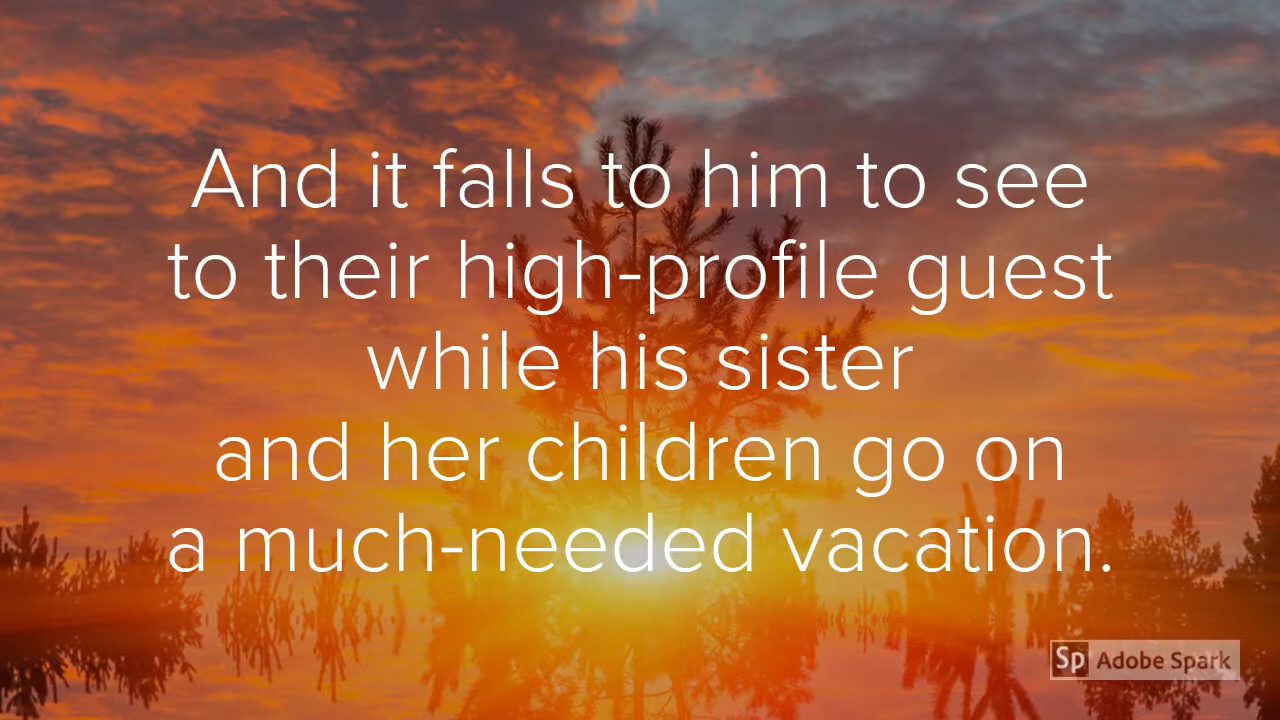 And it falls to him to see
to their high-profile guest
while his sister
and her children go on
a much-needed vacation.
Sp Adobe Spark